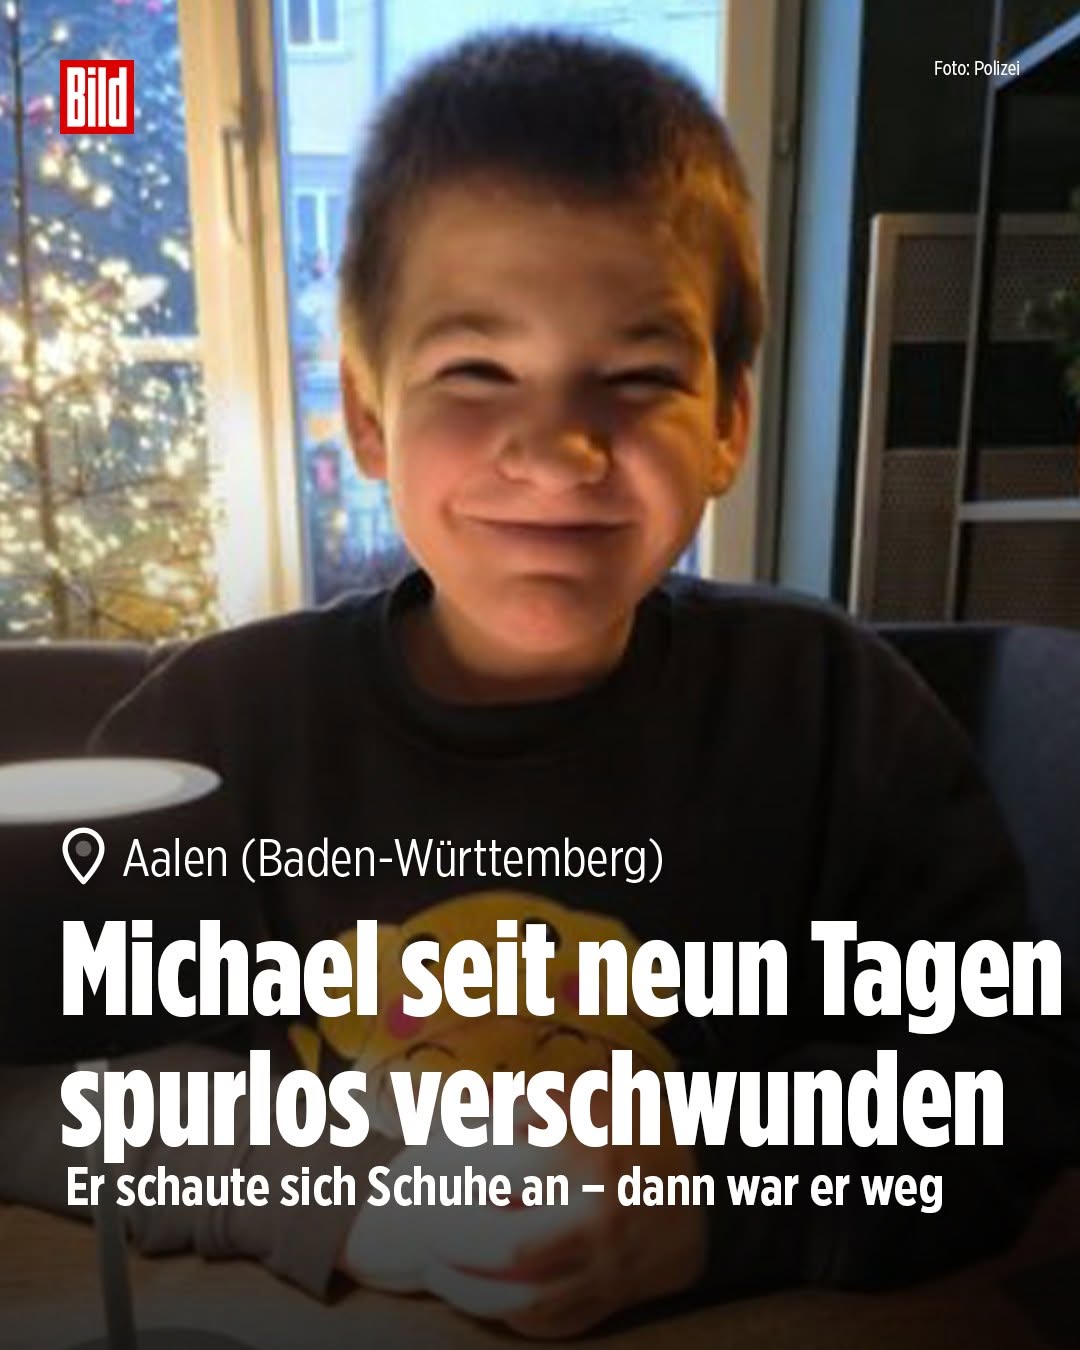 Bild
Foto: Polizei
Aalen (Baden-Württemberg)
Michael seit neun Tagen
spurlos verschwunden
Er schaute sich Schuhe an – dann war er weg